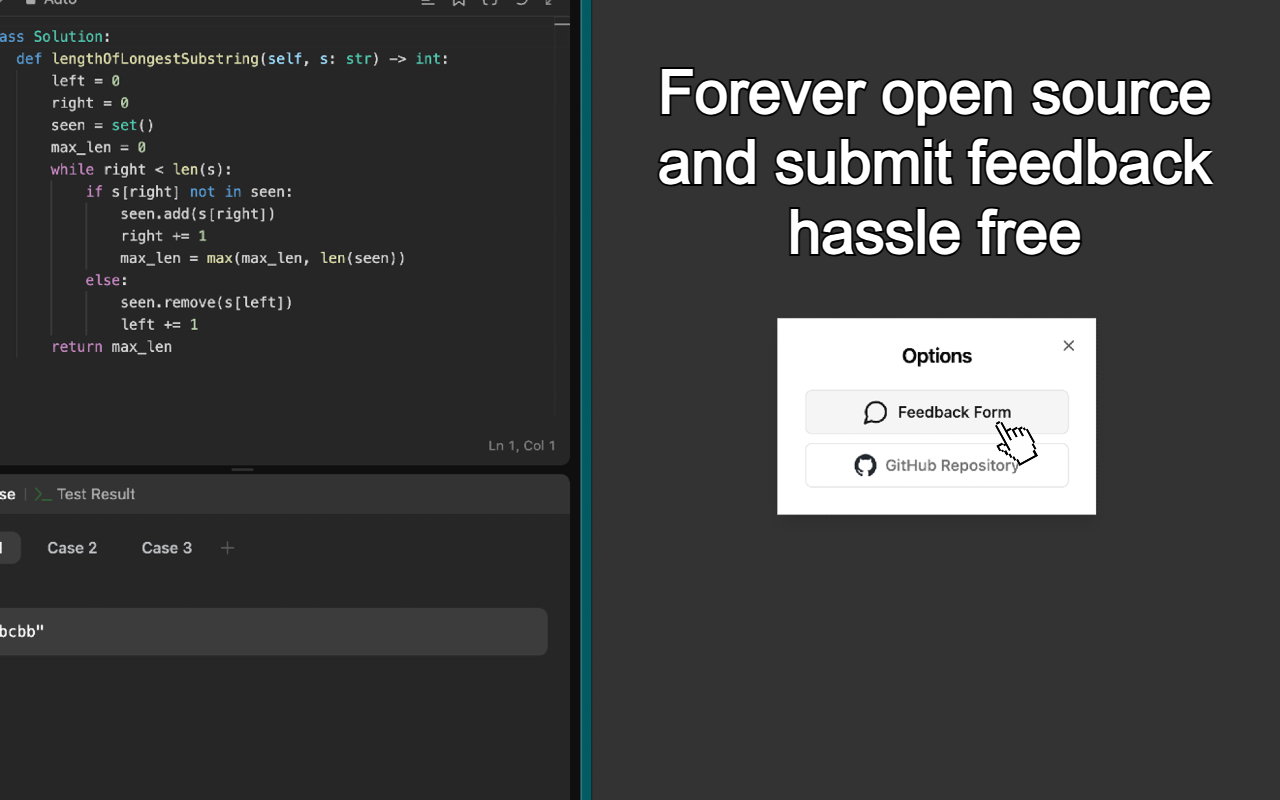 Auto
ass Solution:
def lengthOfLongestSubstring(self, s: str) -> int:
left = 0
right = 0
seen = set()
max_len = 0
while right < len(s):
if s[right] not in seen:
seen.add(s[right])
right += 1
max_len = max(max_len, len(seen))
else:
seen.remove(s[left])
left += 1
return max_len
Ln 1, Col 1
se | >_ Test Result
Case 2 Case 3 +
bcbb"
Forever open source
and submit feedback
hassle free
Options
Feedback Form
GitHub Repository